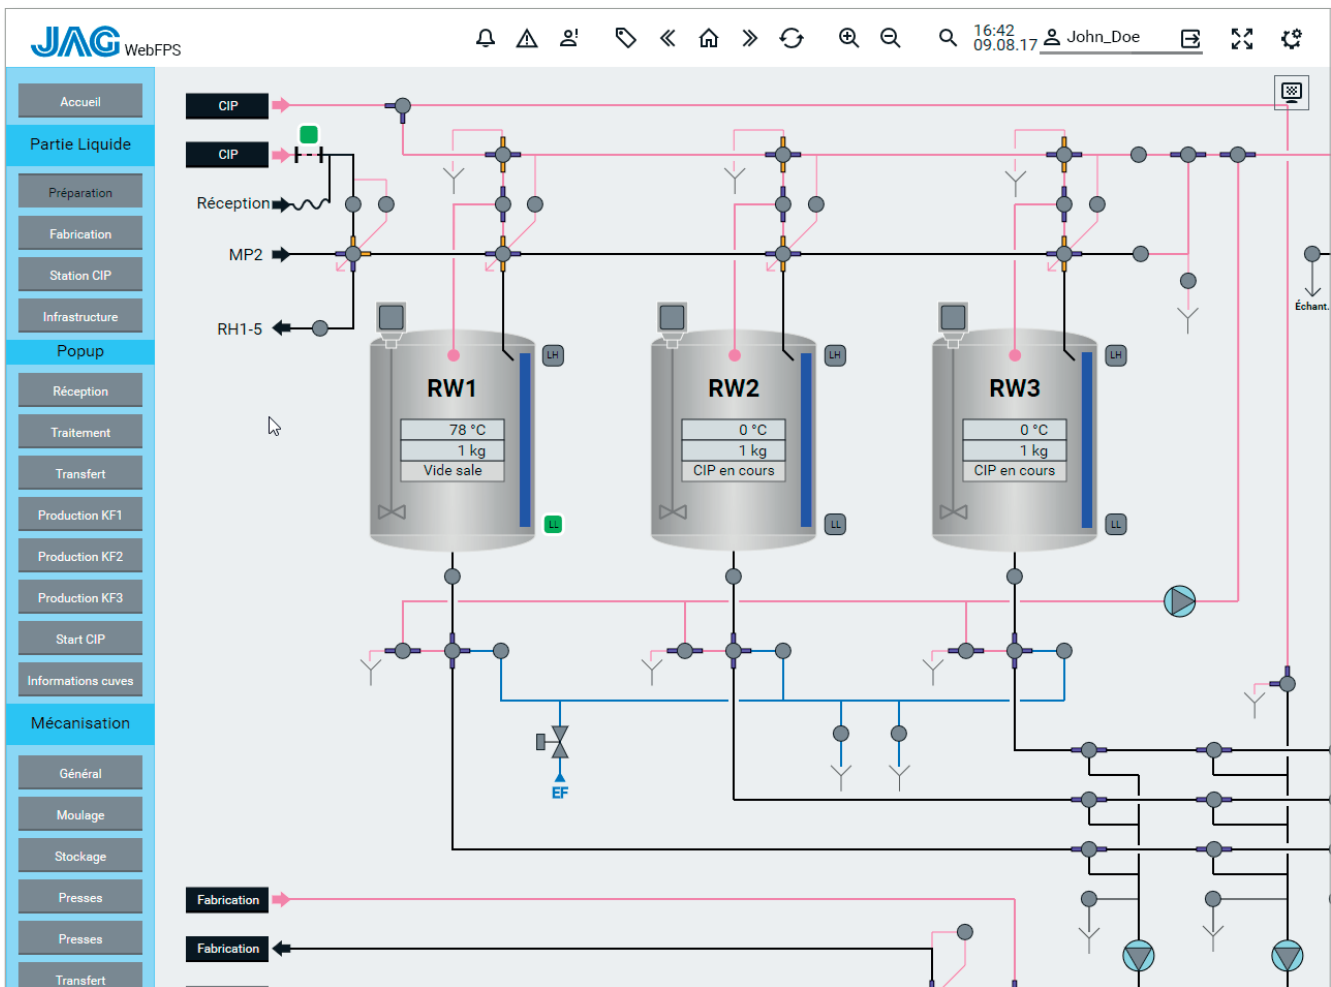 JAG WebFPS
16:42
09.08.17
John_Doe
Accueil
Partie Liquide
Préparation
Fabrication
Station CIP
Infrastructure
Popup
Réception
Traitement
Transfert
Production KF1
Production KF2
Production KF3
Start CIP
Informations cuves
Mécanisation
Général
Moulage
Stockage
Presses
Presses
Transfert
CIP
CIP
Réception
MP2
RH1-5
Échant.
LH
LH
LH
RW1
78 °C
1 kg
Vide sale
RW2
0 °C
1 kg
CIP en cours
RW3
0 °C
1 kg
CIP en cours
LL
LL
LL
EF
Fabrication
Fabrication